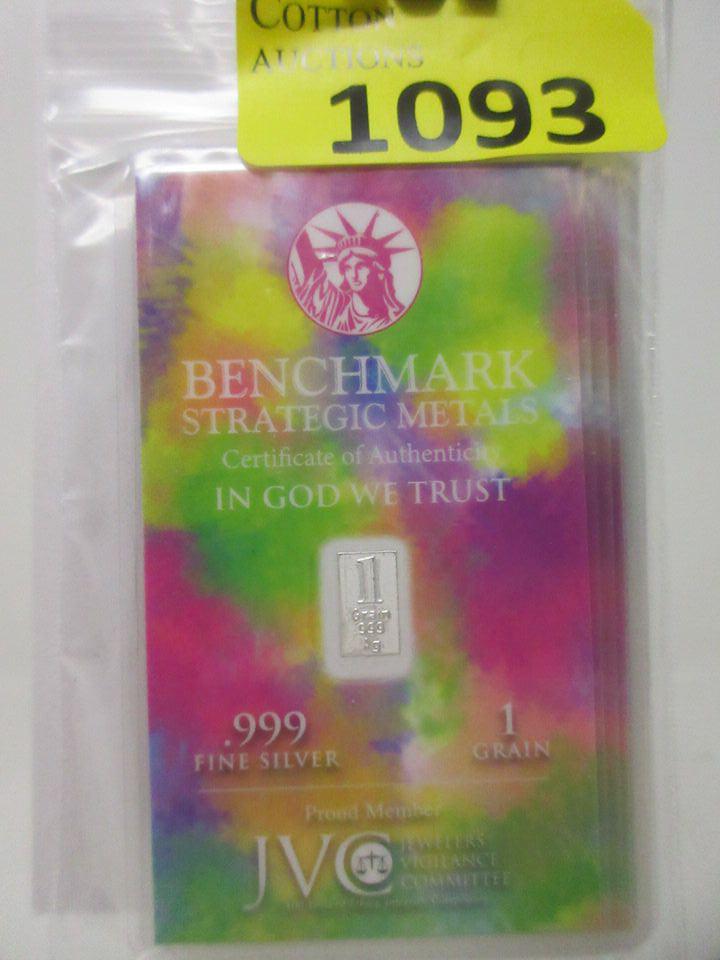 COTTON
AUCTIONS
1093
BENCHMARK
STRATEGIC METALS
Certificate of Authenticity
IN GOD WE TRUST
1
Grain
999
Ag
.999
FINE SILVER
1
GRAIN
Proud Member
JVC
JEWELERS
VIGILANCE
COMMITTEE